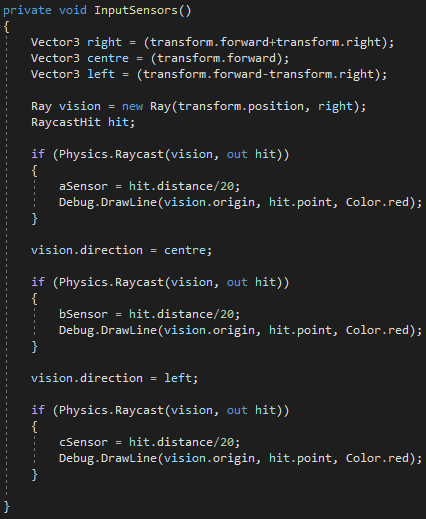 private void InputSensors()
{
    Vector3 right = (transform.forward+transform.right);
    Vector3 centre = (transform.forward);
    Vector3 left = (transform.forward-transform.right);

    Ray vision = new Ray(transform.position, right);
    RaycastHit hit;

    if (Physics.Raycast(vision, out hit))
    {
        aSensor = hit.distance/20;
        Debug.DrawLine(vision.origin, hit.point, Color.red);
    }

    vision.direction = centre;

    if (Physics.Raycast(vision, out hit))
    {
        bSensor = hit.distance/20;
        Debug.DrawLine(vision.origin, hit.point, Color.red);
    }

    vision.direction = left;

    if (Physics.Raycast(vision, out hit))
    {
        cSensor = hit.distance/20;
        Debug.DrawLine(vision.origin, hit.point, Color.red);
    }

}